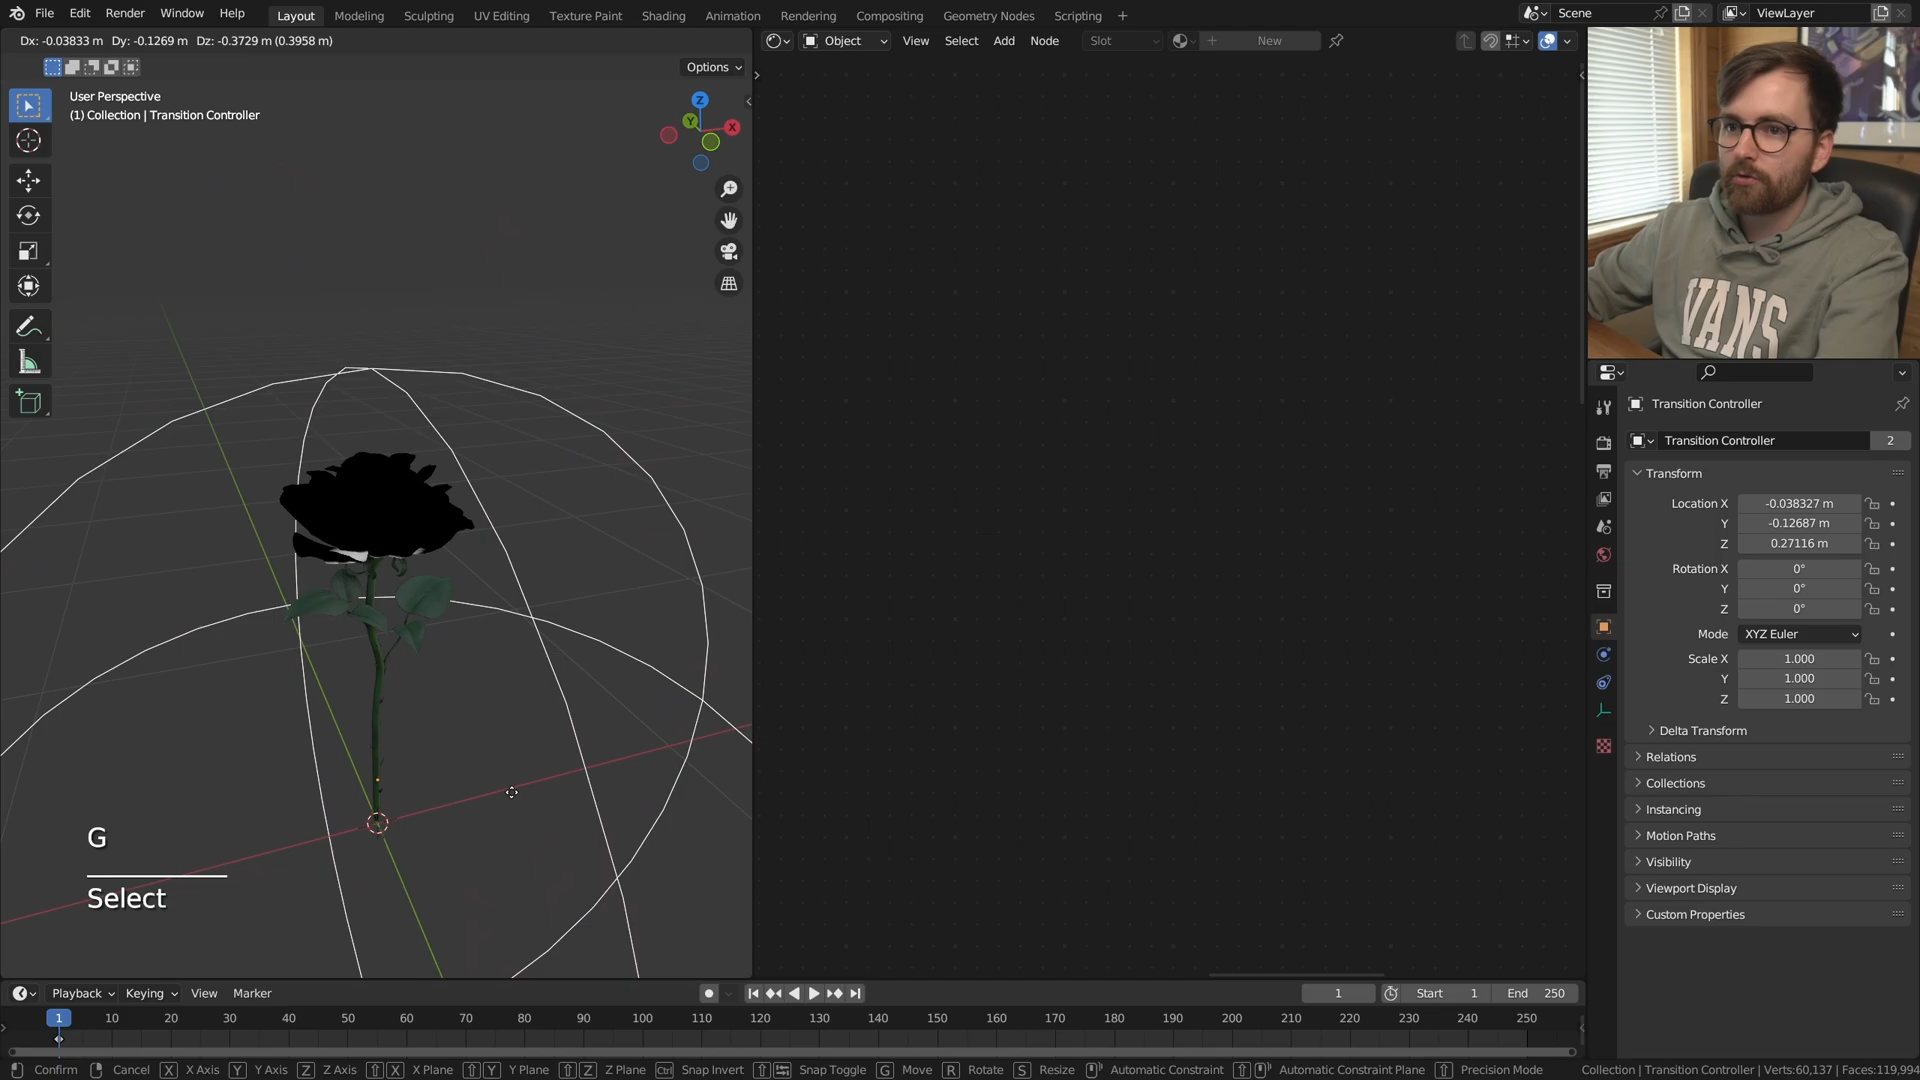 File Edit Render Window Help
Layout Modeling Sculpting UV Editing Texture Paint Shading Animation Rendering Compositing Geometry Nodes Scripting
Scene
ViewLayer
Dx: -0.03833 m Dy: -0.1269 m Dz: -0.3729 m (0.3958 m)
Object
View Select Add Node
Slot
New
Options
User Perspective
(1) Collection | Transition Controller
Z
Y
X
VANS
Transition Controller
Transition Controller
2
Transform
Location X -0.038327 m
Y -0.12687 m
Z 0.27116 m
Rotation X 0°
Y 0°
Z 0°
Mode XYZ Euler
Scale X 1.000
Y 1.000
Z 1.000
Delta Transform
Relations
Collections
Instancing
Motion Paths
Visibility
Viewport Display
Custom Properties
G
Select
Playback Keying View Marker
1
Start 1
End 250
1 10 20 30 40 50 60 70 80 90 100 110 120 130 140 150 160 170 180 190 200 210 220 230 240 250
Confirm Cancel X X Axis Y Y Axis Z Z Axis X X Plane Y Y Plane Z Z Plane Ctrl Snap Invert Snap Toggle G Move R Rotate S Resize Automatic Constraint Automatic Constraint Plane Precision Mode
Collection | Transition Controller | Verts:60,137 | Faces:119,994